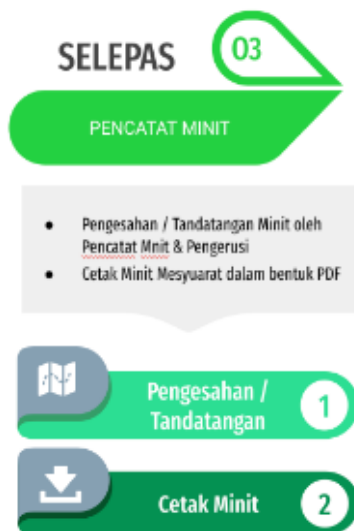 SELEPAS
03
PENCATAT MINIT
• Pengesahan / Tandatangan Minit oleh
Pencatat Mnit & Pengerusi
• Cetak Minit Mesyuarat dalam bentuk PDF
Pengesahan /
Tandatangan
1
Cetak Minit
2